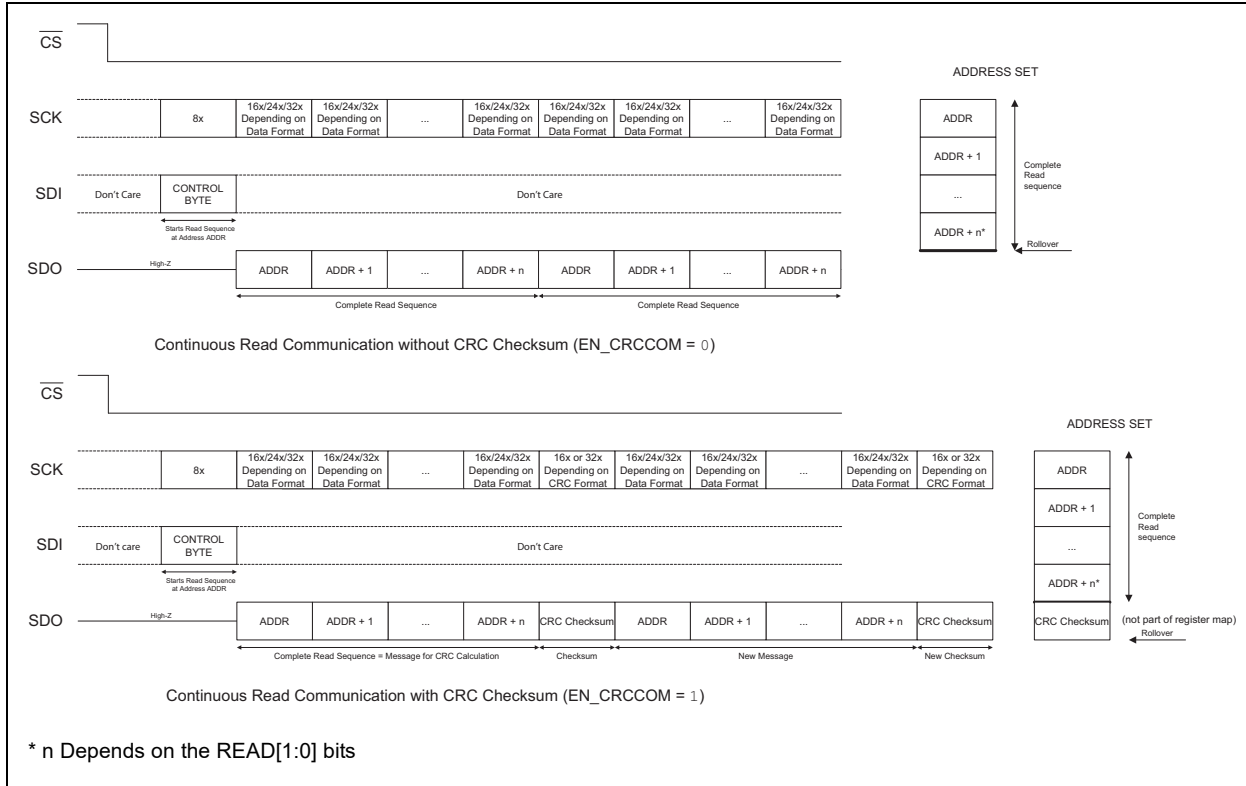 CS
ADDRESS SET
SCK
8x
16x/24x/32x
Depending on
Data Format
16x/24x/32x
Depending on
Data Format
...
16x/24x/32x
Depending on
Data Format
16x/24x/32x
Depending on
Data Format
16x/24x/32x
Depending on
Data Format
...
16x/24x/32x
Depending on
Data Format
ADDR
ADDR + 1
...
ADDR + n*
Complete
Read
sequence
Rollover
SDI
Don't Care
CONTROL
BYTE
Don't Care
Starts Read Sequence
at Address ADDR
SDO
High-Z
ADDR
ADDR + 1
...
ADDR + n
ADDR
ADDR + 1
...
ADDR + n
Complete Read Sequence
Complete Read Sequence
Continuous Read Communication without CRC Checksum (EN_CRCCOM = 0)
CS
ADDRESS SET
SCK
8x
16x/24x/32x
Depending on
Data Format
16x/24x/32x
Depending on
Data Format
...
16x/24x/32x
Depending on
Data Format
16x or 32x
Depending on
CRC Format
16x/24x/32x
Depending on
Data Format
16x/24x/32x
Depending on
Data Format
...
16x/24x/32x
Depending on
Data Format
16x or 32x
Depending on
CRC Format
ADDR
ADDR + 1
...
ADDR + n*
CRC Checksum
Complete
Read
sequence
(not part of register map)
Rollover
SDI
Don't care
CONTROL
BYTE
Don't Care
Starts Read Sequence
at Address ADDR
SDO
High-Z
ADDR
ADDR + 1
...
ADDR + n
CRC Checksum
ADDR
ADDR + 1
...
ADDR + n
CRC Checksum
Complete Read Sequence = Message for CRC Calculation
Checksum
New Message
New Checksum
Continuous Read Communication with CRC Checksum (EN_CRCCOM = 1)
* n Depends on the READ[1:0] bits